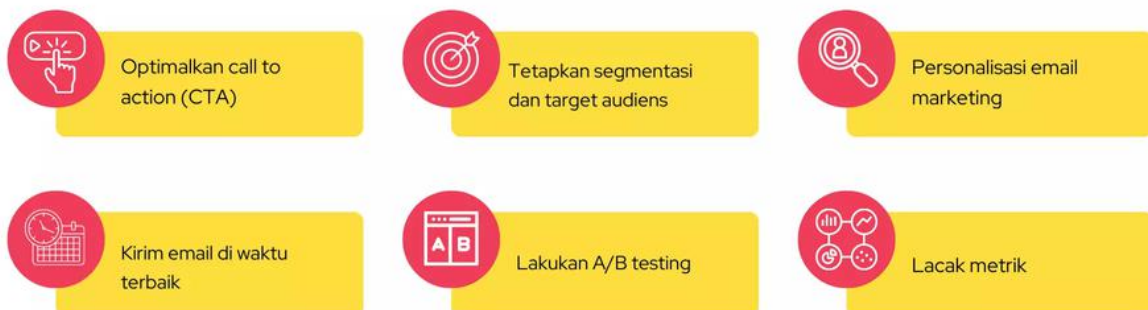 Optimalkan call to
action (CTA)
Tetapkan segmentasi
dan target audiens
Personalisasi email
marketing
Kirim email di waktu
terbaik
A B
Lakukan A/B testing
Lacak metrik